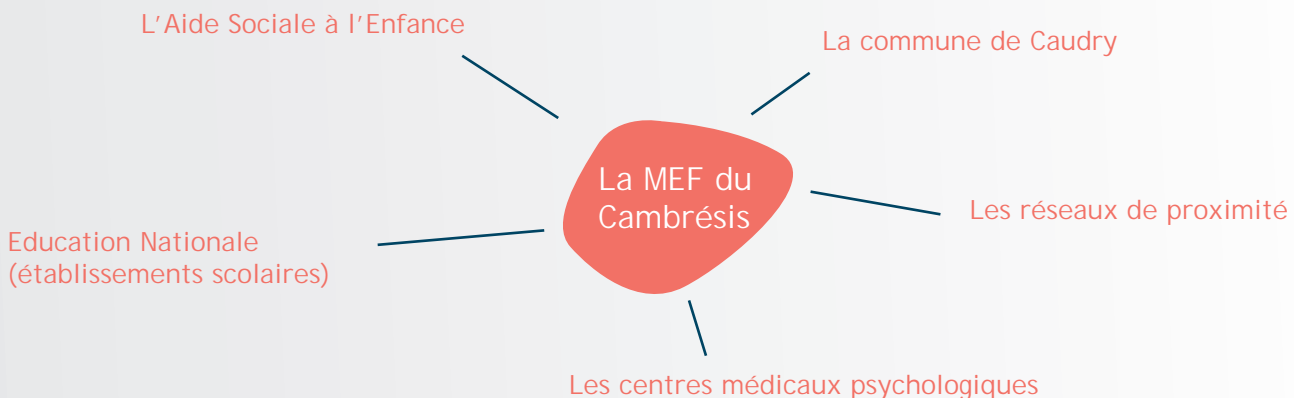 L'Aide Sociale à l'Enfance
La commune de Caudry
La MEF du
Cambrésis
Les réseaux de proximité
Education Nationale
(établissements scolaires)
Les centres médicaux psychologiques